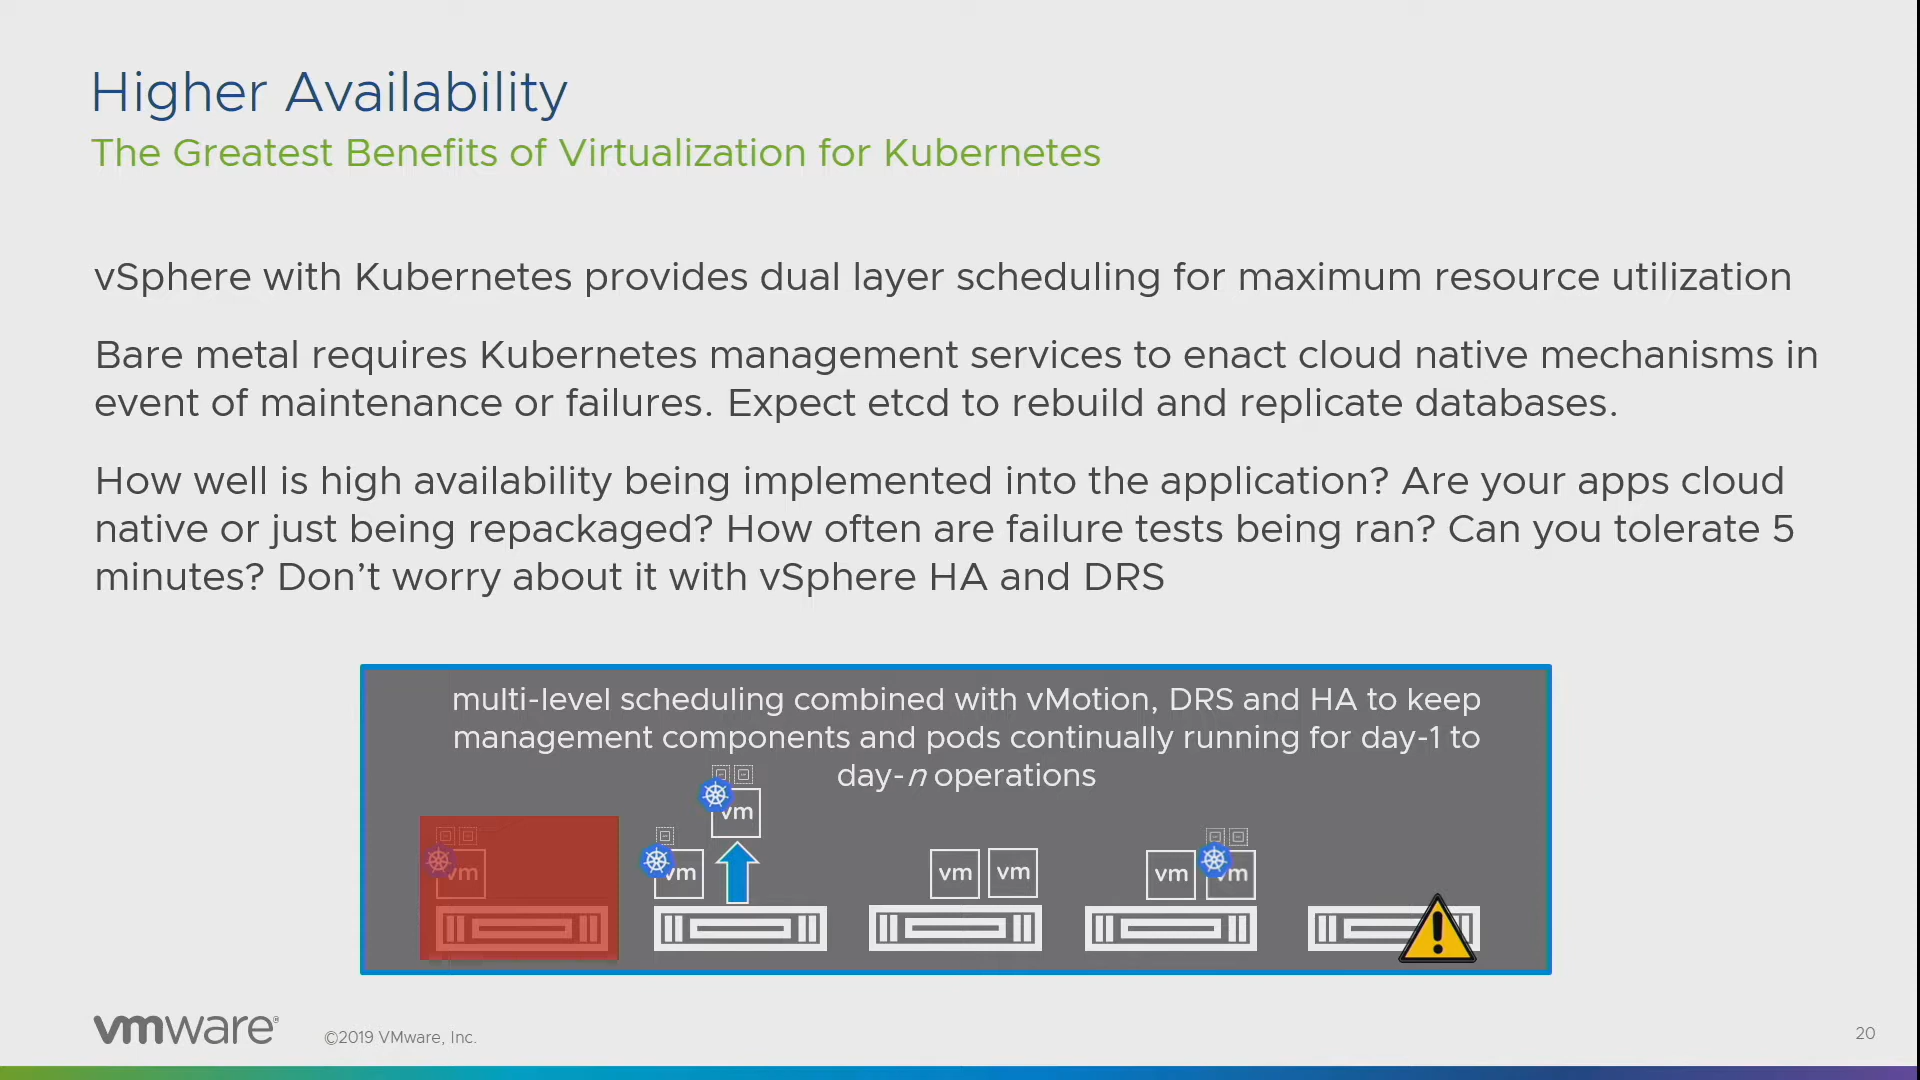 Higher Availability
The Greatest Benefits of Virtualization for Kubernetes
vSphere with Kubernetes provides dual layer scheduling for maximum resource utilization
Bare metal requires Kubernetes management services to enact cloud native mechanisms in
event of maintenance or failures. Expect etcd to rebuild and replicate databases.
How well is high availability being implemented into the application? Are your apps cloud
native or just being repackaged? How often are failure tests being ran? Can you tolerate 5
minutes? Don’t worry about it with vSphere HA and DRS
multi-level scheduling combined with vMotion, DRS and HA to keep
management components and pods continually running for day-1 to
day-n operations
vm
vm
vm
vm
vm
vm
vm
vmware®
©2019 VMware, Inc.
20